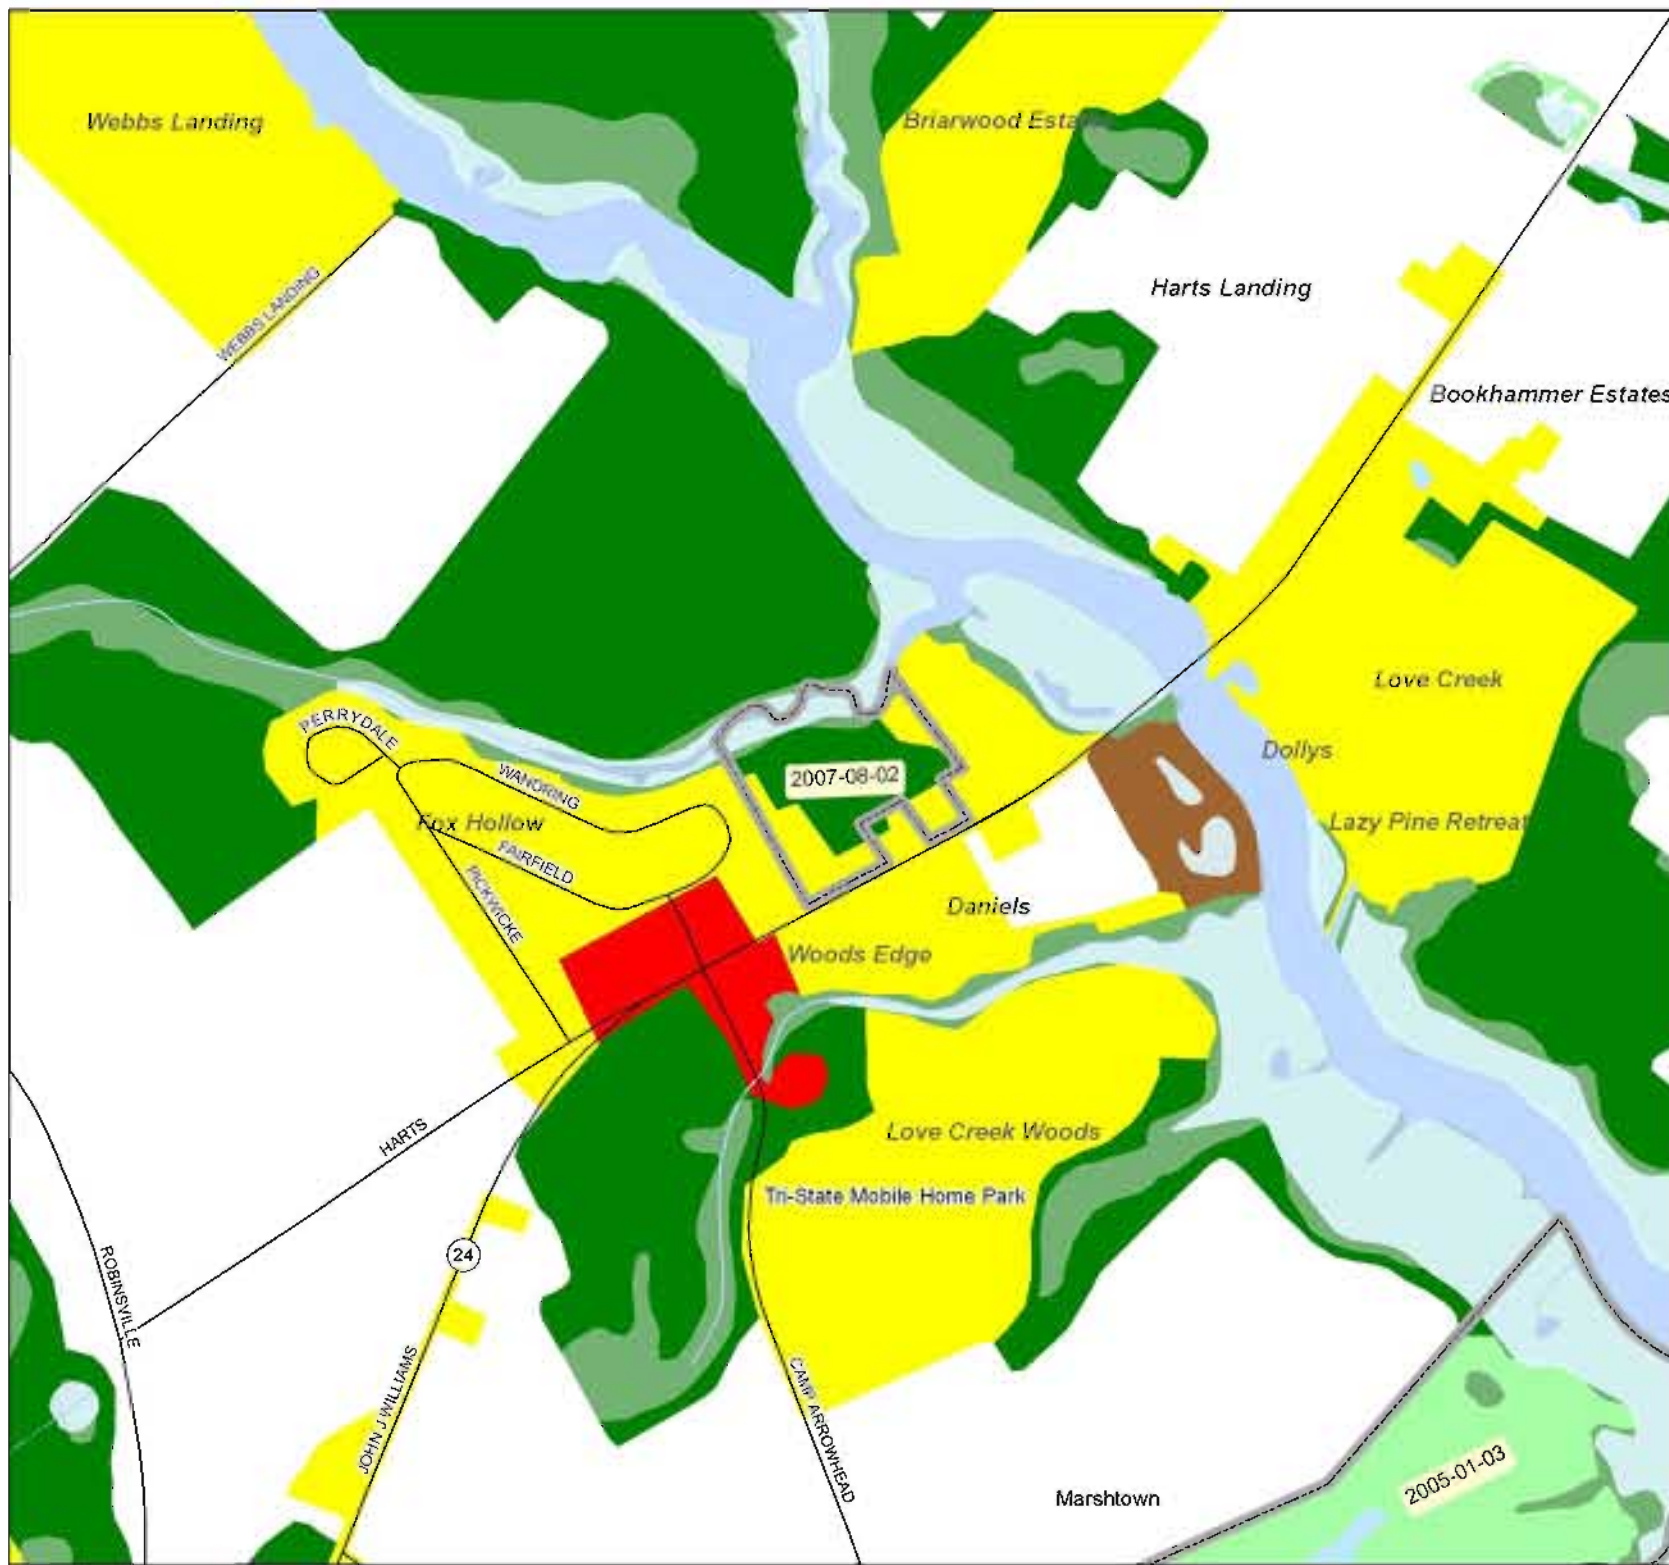 Webbs Landing
Briarwood Estates
WEBBS LANDING
Harts Landing
Bookhammer Estates
Love Creek
PERRYDALE
Dollys
WANDRING
2007-08-02
Fox Hollow
Lazy Pine Retreat
FAIRFIELD
PICKWICKE
Daniels
Woods Edge
HARTS
Love Creek Woods
Tri-State Mobile Home Park
24
ROBINSVILLE
JOHN J WILLIAMS
CAMP ARROWHEAD
2005-01-03
Marshtown